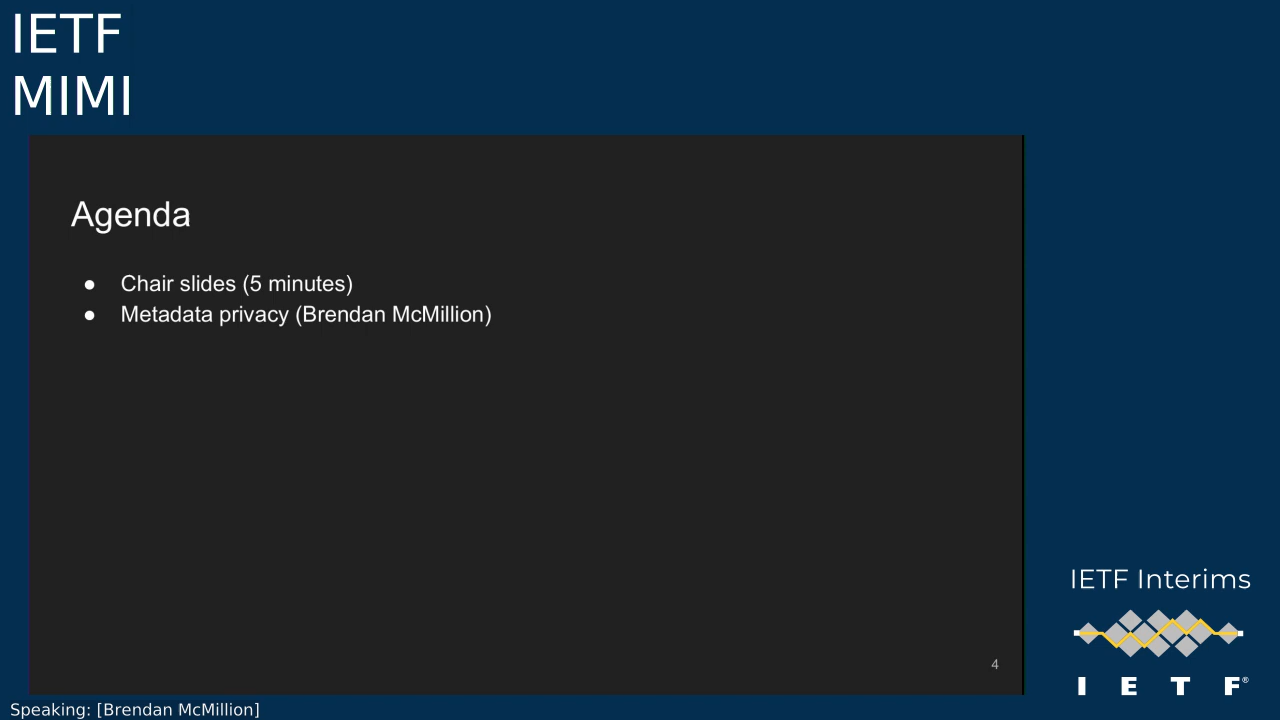 IETF
MIMI
Agenda
● Chair slides (5 minutes)
● Metadata privacy (Brendan McMillion)
4
IETF Interims
I E T F®
Speaking: [Brendan McMillion]